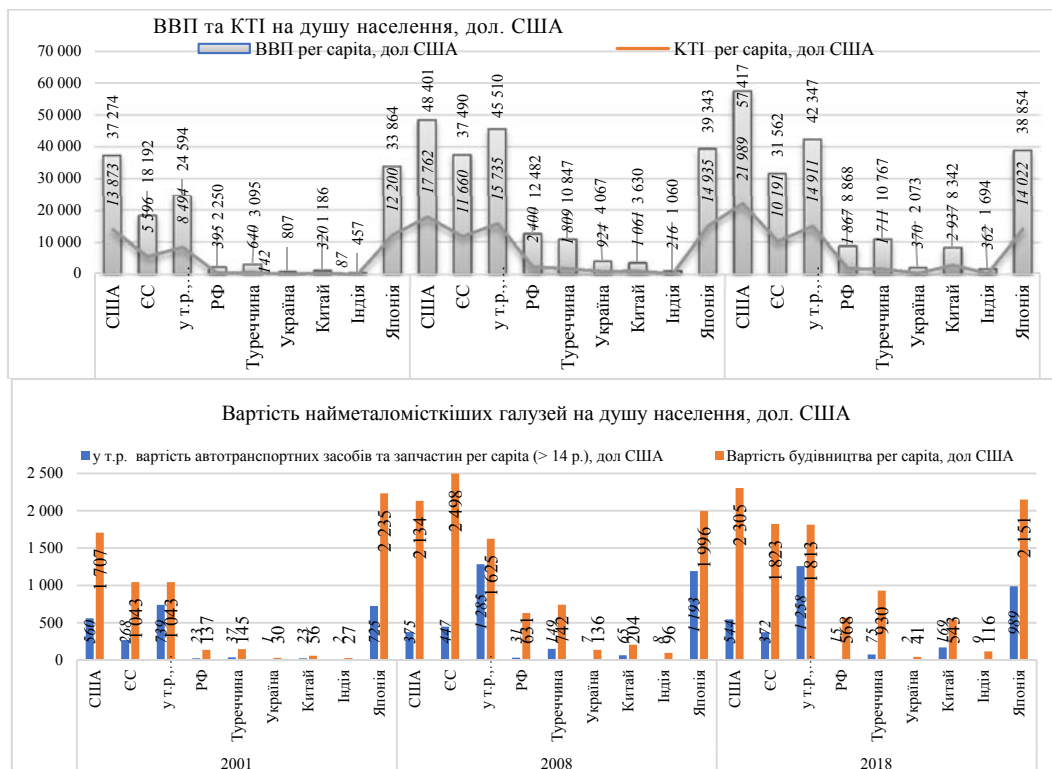 ВВП та КТІ на душу населення, дол. США
ВВП per capita, дол США
KTI per capita, дол США
70 000
60 000
50 000
40 000
30 000
20 000
10 000
0
37 274
13 873
18 192
5 596
24 594
8 494
2 250
395
3 095
640
807
142
1 186
320
457
87
33 864
12 200
48 401
17 762
37 490
11 660
45 510
15 735
12 482
2 400
10 847
1 809
4 067
924
3 630
1 061
1 060
216
39 343
14 935
57 417
21 989
31 562
10 191
42 347
14 911
8 868
1 867
10 767
1 711
2 073
370
8 342
2 937
1 694
362
38 854
14 022
США
ЄС
у т.р.,…
РФ
Туреччина
Україна
Китай
Індія
Японія
США
ЄС
у т.р.,…
РФ
Туреччина
Україна
Китай
Індія
Японія
США
ЄС
у т.р.,…
РФ
Туреччина
Україна
Китай
Індія
Японія
Вартість найметаломісткіших галузей на душу населення, дол. США
у т.р. вартість автотранспортних засобів та запчастин per capita (> 14 р.), дол США
Вартість будівництва per capita, дол США
2 500
2 000
1 500
1 000
500
0
560
1 707
268
1 043
739
1 043
23
137
37
145
1
30
23
56
27
725
2 235
375
2 134
447
2 498
1 285
1 625
31
631
149
742
7
136
65
204
8
96
1 193
1 996
544
2 305
372
1 823
1 258
1 813
15
568
75
930
2
41
169
543
9
116
989
2 151
США
ЄС
у т.р.,…
РФ
Туреччина
Україна
Китай
Індія
Японія
США
ЄС
у т.р.,…
РФ
Туреччина
Україна
Китай
Індія
Японія
США
ЄС
у т.р.,…
РФ
Туреччина
Україна
Китай
Індія
Японія
2001
2008
2018